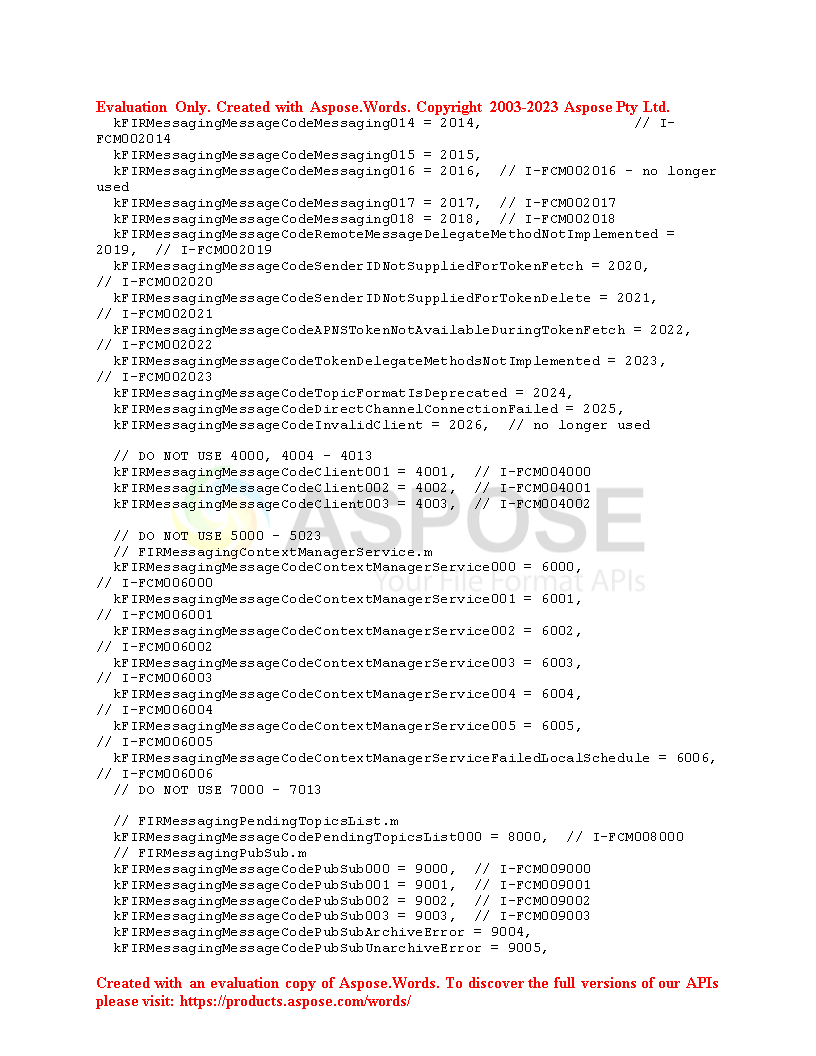 Evaluation Only. Created with Aspose.Words. Copyright 2003-2023 Aspose Pty Ltd.
kFIRMessagingMessageCodeMessaging014 = 2014, // I-
FCM002014
kFIRMessagingMessageCodeMessaging015 = 2015,
kFIRMessagingMessageCodeMessaging016 = 2016, // I-FCM002016 - no longer
used
kFIRMessagingMessageCodeMessaging017 = 2017, // I-FCM002017
kFIRMessagingMessageCodeMessaging018 = 2018, // I-FCM002018
kFIRMessagingMessageCodeRemoteMessageDelegateMethodNotImplemented =
2019, // I-FCM002019
kFIRMessagingMessageCodeSenderIDNotSuppliedForTokenFetch = 2020,
// I-FCM002020
kFIRMessagingMessageCodeSenderIDNotSuppliedForTokenDelete = 2021,
// I-FCM002021
kFIRMessagingMessageCodeAPNSTokenNotAvailableDuringTokenFetch = 2022,
// I-FCM002022
kFIRMessagingMessageCodeTokenDelegateMethodsNotImplemented = 2023,
// I-FCM002023
kFIRMessagingMessageCodeTopicFormatIsDeprecated = 2024,
kFIRMessagingMessageCodeDirectChannelConnectionFailed = 2025,
kFIRMessagingMessageCodeInvalidClient = 2026, // no longer used
// DO NOT USE 4000, 4004 - 4013
kFIRMessagingMessageCodeClient001 = 4001, // I-FCM004000
kFIRMessagingMessageCodeClient002 = 4002, // I-FCM004001
kFIRMessagingMessageCodeClient003 = 4003, // I-FCM004002
ASPOSE
// DO NOT USE 5000 - 5023
// FIRMessagingContextManagerService.m
kFIRMessagingMessageCodeContextManagerService000 = 6000,
Your File Format APIs
// I-FCM006000
kFIRMessagingMessageCodeContextManagerService001 = 6001,
// I-FCM006001
kFIRMessagingMessageCodeContextManagerService002 = 6002,
// I-FCM006002
kFIRMessagingMessageCodeContextManagerService003 = 6003,
// I-FCM006003
kFIRMessagingMessageCodeContextManagerService004 = 6004,
// I-FCM006004
kFIRMessagingMessageCodeContextManagerService005 = 6005,
// I-FCM006005
kFIRMessagingMessageCodeContextManagerServiceFailedLocalSchedule = 6006,
// I-FCM006006
// DO NOT USE 7000 - 7013
// FIRMessagingPendingTopicsList.m
kFIRMessagingMessageCodePendingTopicsList000 = 8000, // I-FCM008000
// FIRMessagingPubSub.m
kFIRMessagingMessageCodePubSub000 = 9000, // I-FCM009000
kFIRMessagingMessageCodePubSub001 = 9001, // I-FCM009001
kFIRMessagingMessageCodePubSub002 = 9002, // I-FCM009002
kFIRMessagingMessageCodePubSub003 = 9003, // I-FCM009003
kFIRMessagingMessageCodePubSubArchiveError = 9004,
kFIRMessagingMessageCodePubSubUnarchiveError = 9005,
Created with an evaluation copy of Aspose.Words. To discover the full versions of our APIs
please visit: https://products.aspose.com/words/